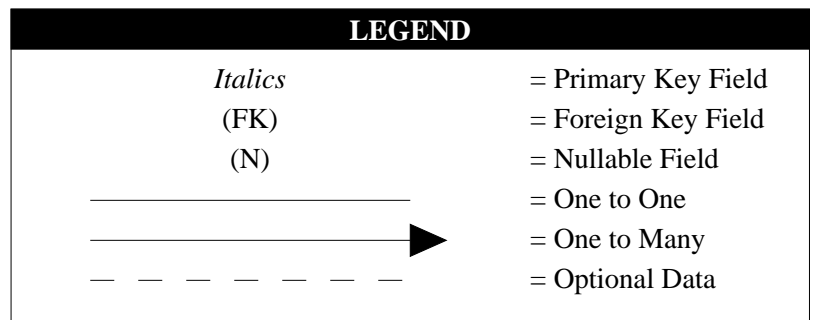 LEGEND
Italics = Primary Key Field
(FK) = Foreign Key Field
(N) = Nullable Field
= One to One
= One to Many
= Optional Data